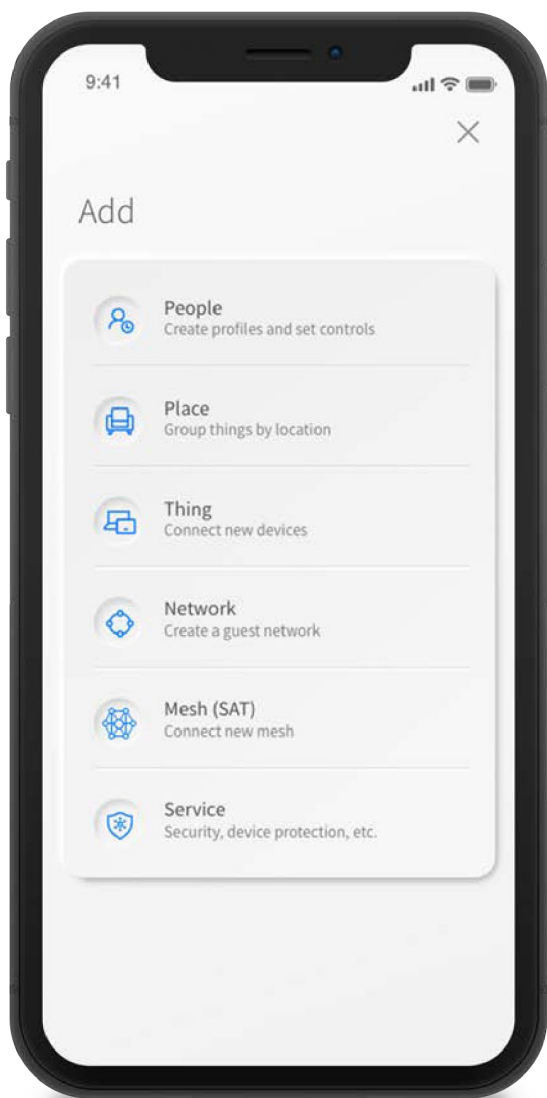 9:41
Add
People
Create profiles and set controls
Place
Group things by location
Thing
Connect new devices
Network
Create a guest network
Mesh (SAT)
Connect new mesh
Service
Security, device protection, etc.